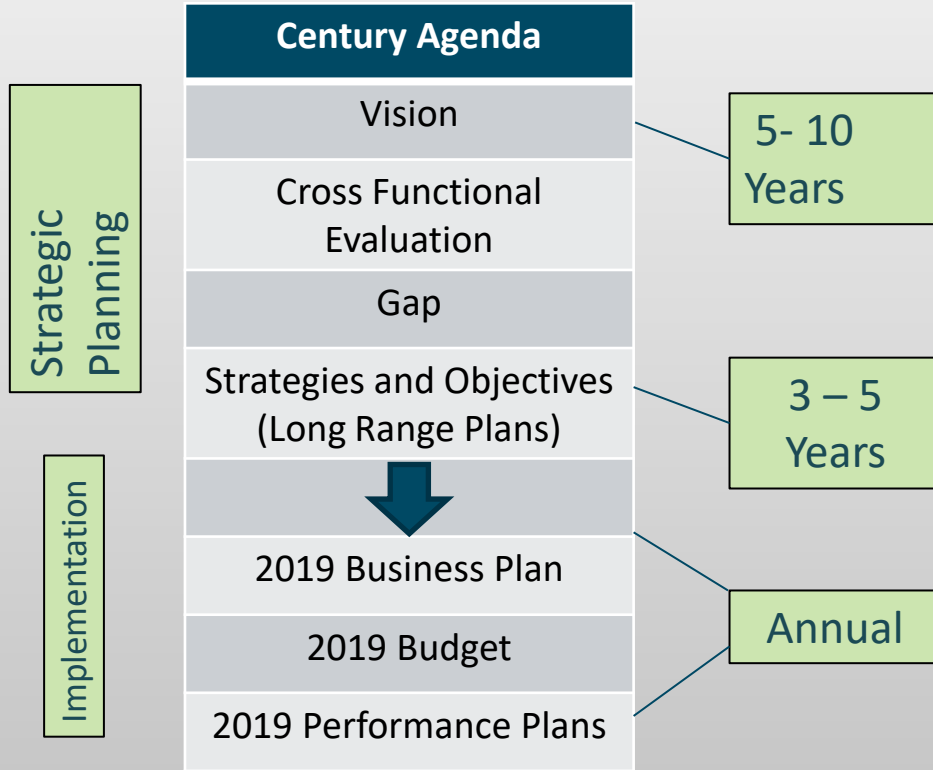 Century Agenda
Strategic
Planning
Vision
5- 10
Years
Cross Functional
Evaluation
Gap
Strategies and Objectives
(Long Range Plans)
3 – 5
Years
Implementation
2019 Business Plan
Annual
2019 Budget
2019 Performance Plans